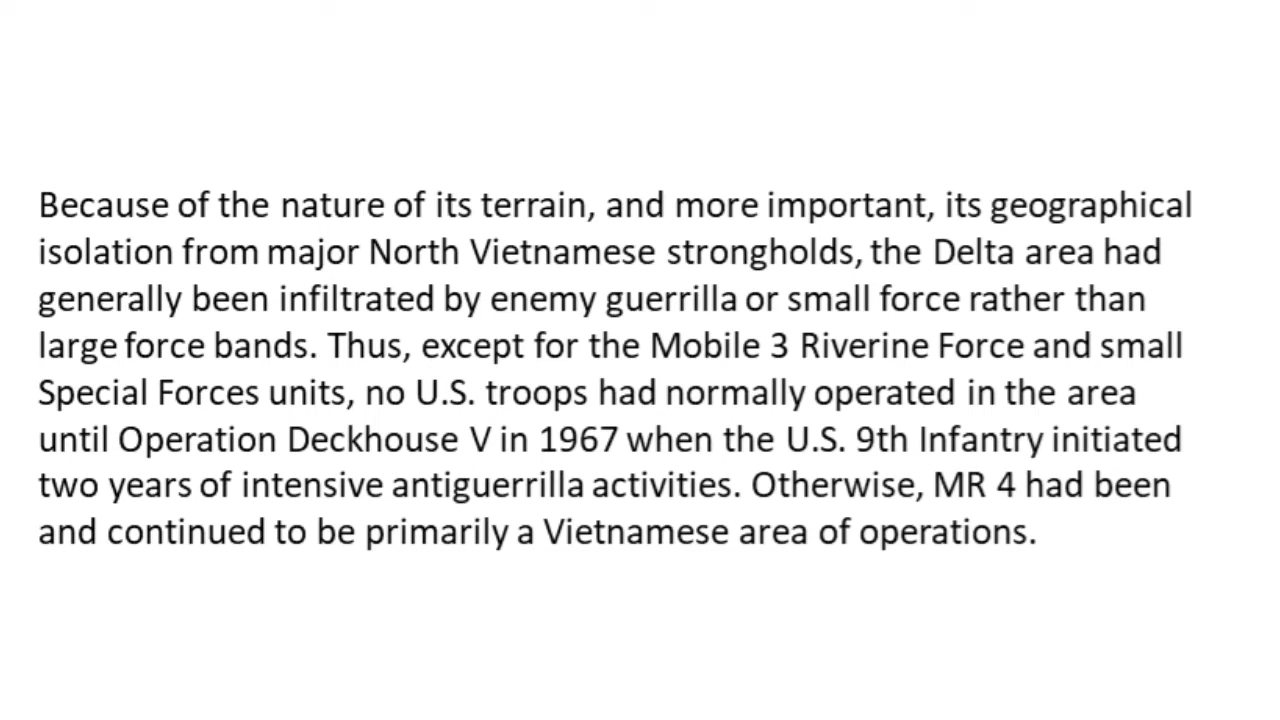 Because of the nature of its terrain, and more important, its geographical
isolation from major North Vietnamese strongholds, the Delta area had
generally been infiltrated by enemy guerrilla or small force rather than
large force bands. Thus, except for the Mobile 3 Riverine Force and small
Special Forces units, no U.S. troops had normally operated in the area
until Operation Deckhouse V in 1967 when the U.S. 9th Infantry initiated
two years of intensive antiguerrilla activities. Otherwise, MR 4 had been
and continued to be primarily a Vietnamese area of operations.